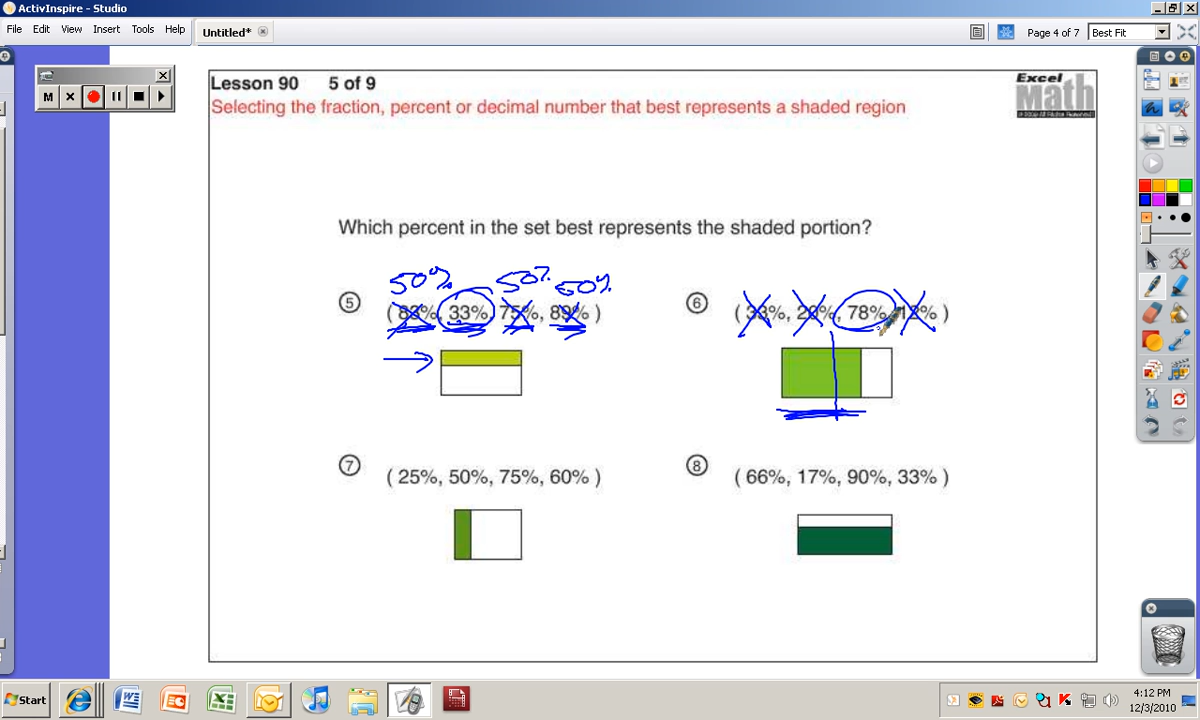 ActivInspire - Studio
File Edit View Insert Tools Help Untitled* Page 4 of 7 Best Fit
M
Lesson 90 5 of 9
Excel
Math
Selecting the fraction, percent or decimal number that best represents a shaded region
Which percent in the set best represents the shaded portion?
50% 50% 50%
5 ( 83%, 33%, 75%, 89% )
6 ( 33%, 20%, 78%, 12% )
7 ( 25%, 50%, 75%, 60% )
8 ( 66%, 17%, 90%, 33% )
Start
4:12 PM
12/3/2010